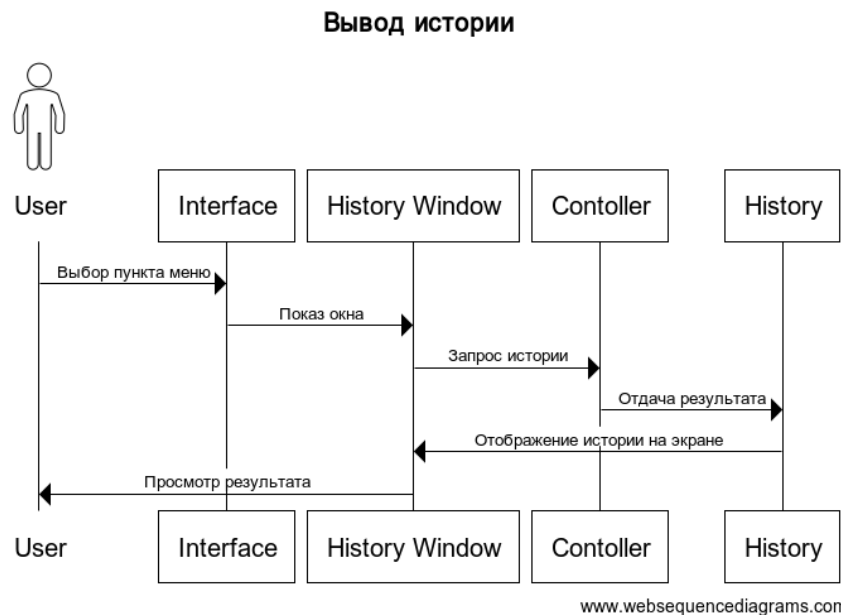 Вывод истории
User
Interface
History Window
Contoller
History
Выбор пункта меню
Показ окна
Запрос истории
Отдача результата
Отображение истории на экране
Просмотр результата
User
Interface
History Window
Contoller
History
www.websequencediagrams.com